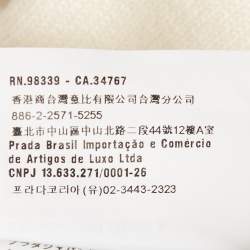 RN.98339 - CA.34767
香港商台灣意比有限公司台灣分公司
886-2-2571-5255
臺北市中山區中山北路二段44號12樓A室
Prada Brasil Importação e Comércio
de Artigos de Luxo Ltda
CNPJ 13.633.271/0001-26
프라다코리아(유)02-3443-2323